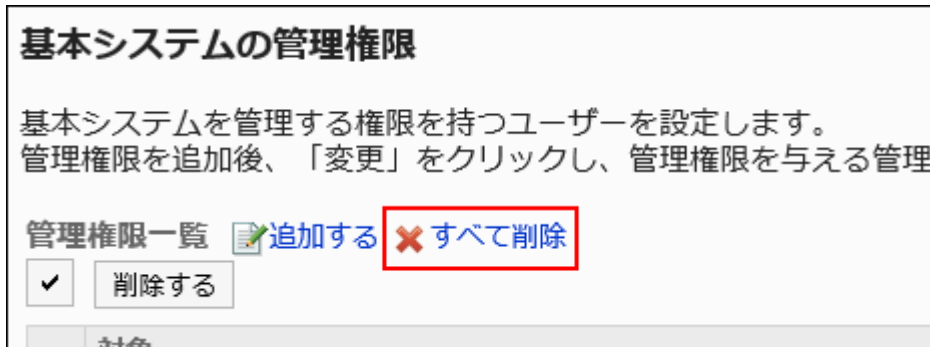 基本システムの管理権限
基本システムを管理する権限を持つユーザーを設定します。
管理権限を追加後、「変更」をクリックし、管理権限を与える管理
管理権限一覧 追加する すべて削除
削除する
対象